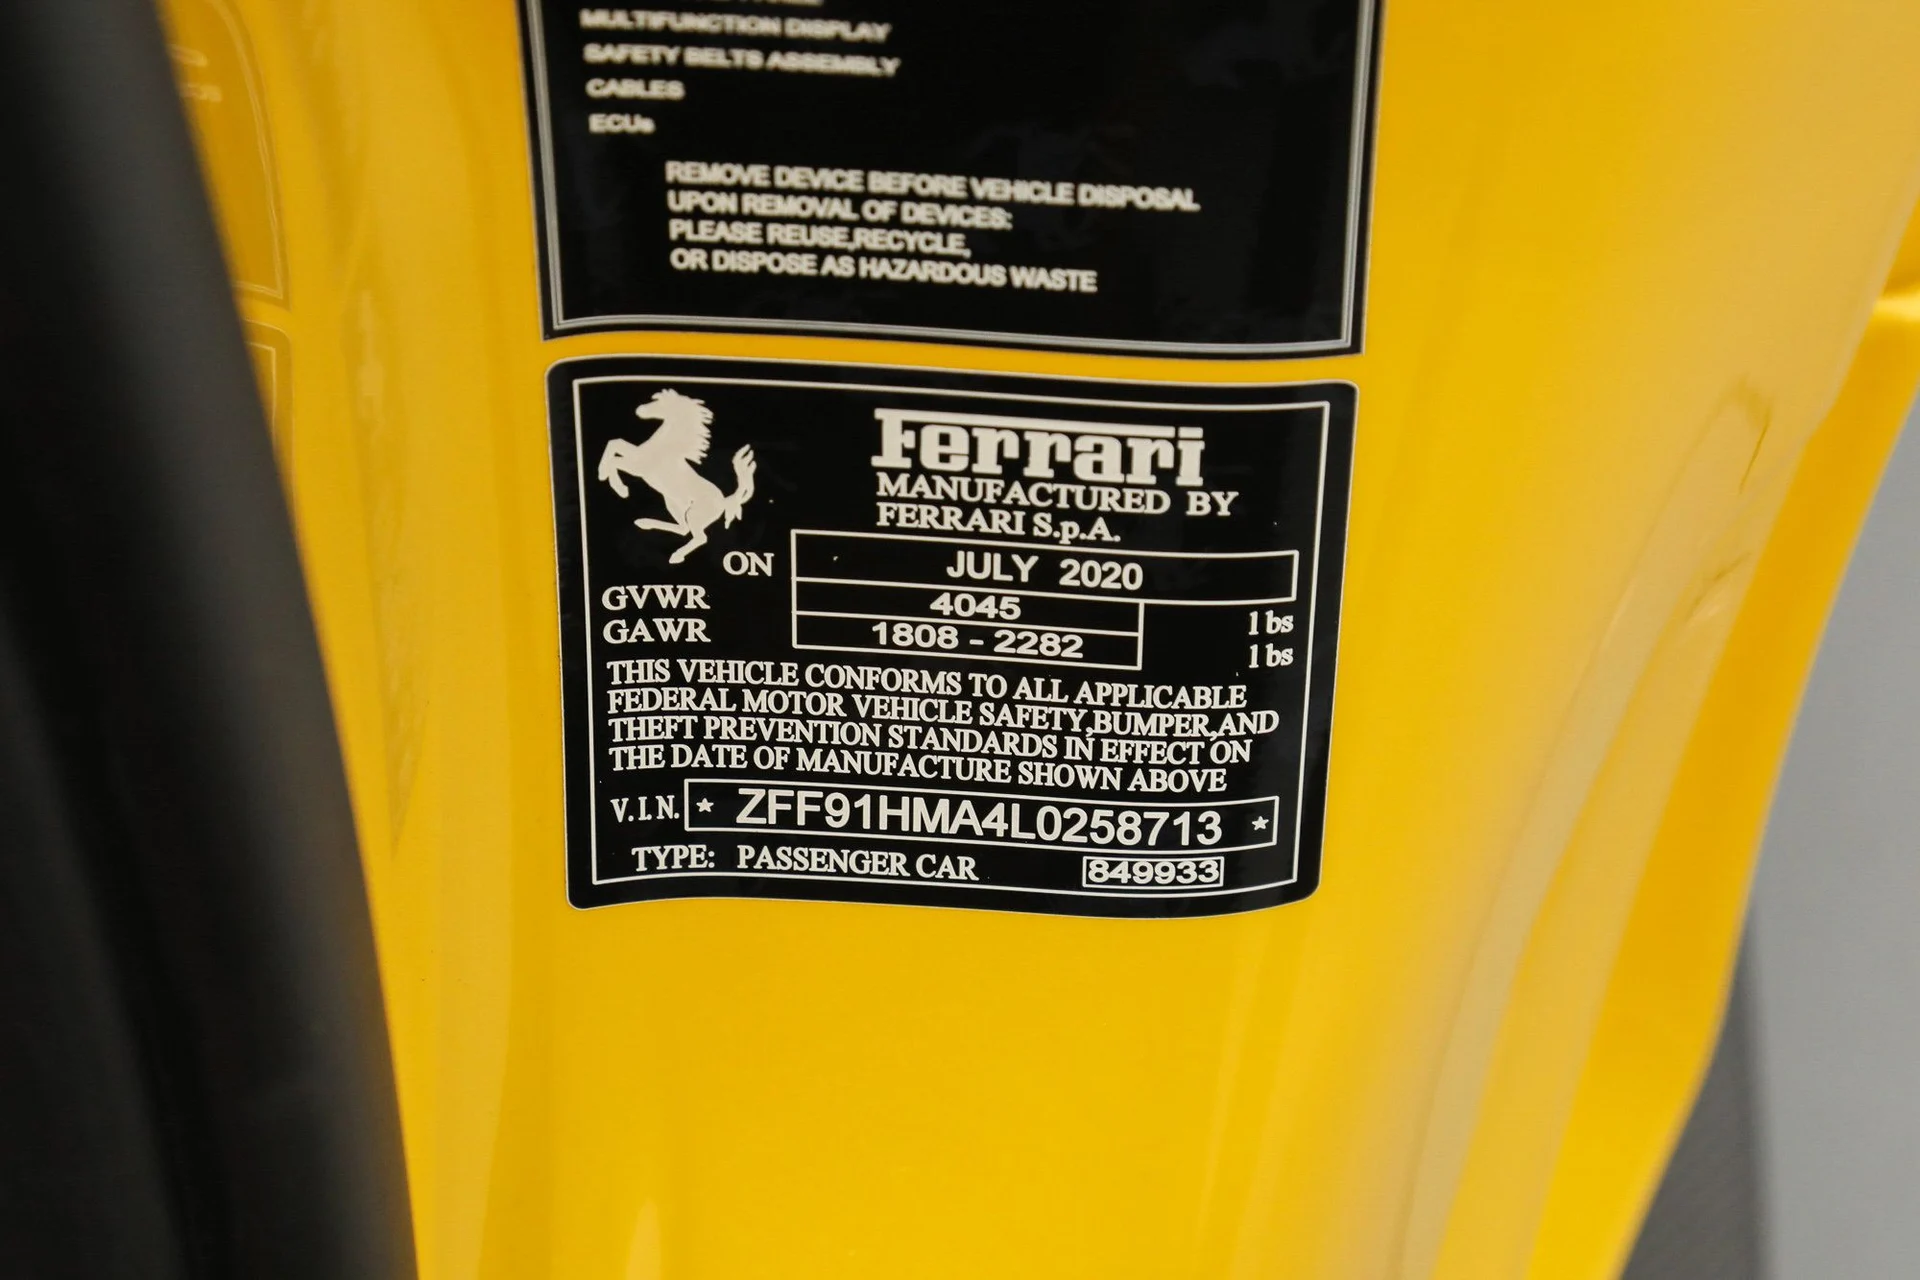 MULTIFUNCTION DISPLAY
SAFETY BELTS ASSEMBLY
CABLES
ECUs
REMOVE DEVICE BEFORE VEHICLE DISPOSAL
UPON REMOVAL OF DEVICES:
PLEASE REUSE,RECYCLE,
OR DISPOSE AS HAZARDOUS WASTE
Ferrari
MANUFACTURED BY
FERRARI S.p.A.
ON JULY 2020
GVWR 4045 lbs
GAWR 1808 - 2282 lbs
THIS VEHICLE CONFORMS TO ALL APPLICABLE
FEDERAL MOTOR VEHICLE SAFETY,BUMPER,AND
THEFT PREVENTION STANDARDS IN EFFECT ON
THE DATE OF MANUFACTURE SHOWN ABOVE
V.I.N. * ZFF91HMA4L0258713 *
TYPE: PASSENGER CAR 849933